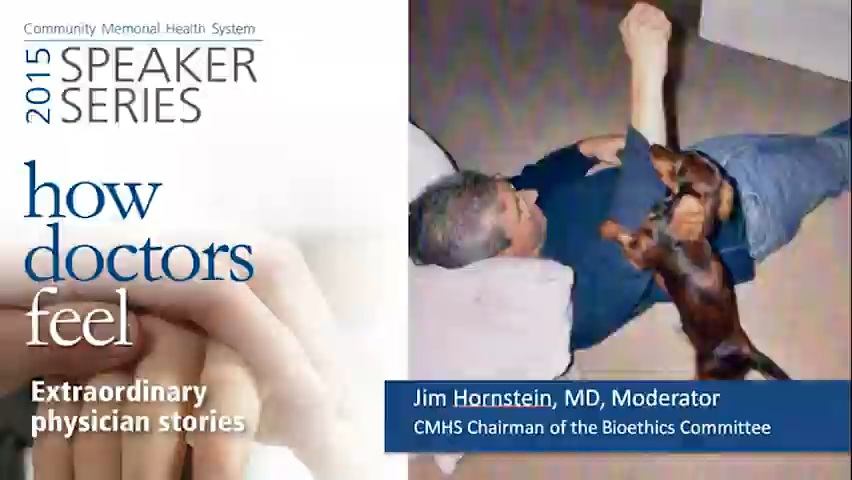 Community Memorial Health System
2015
SPEAKER
SERIES
how
doctors
feel
Extraordinary
physician stories
Jim Hornstein, MD, Moderator
CMHS Chairman of the Bioethics Committee